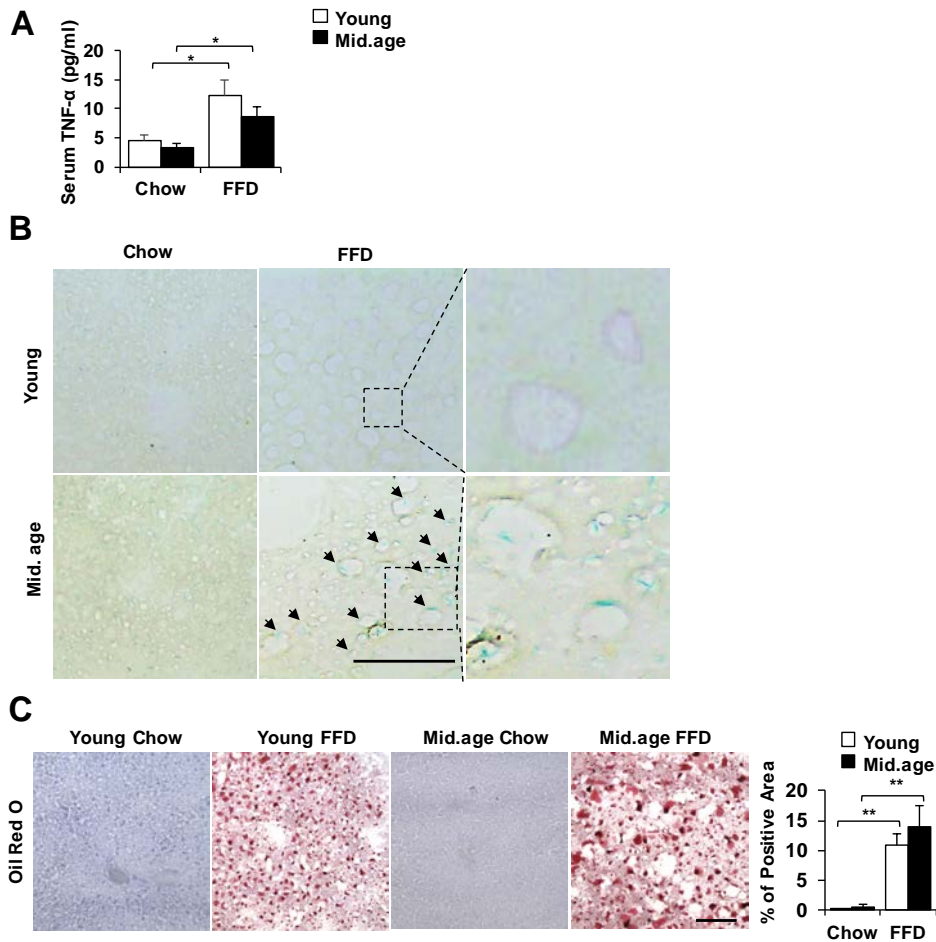 A
Young
Mid.age
Serum TNF-α (pg/ml)
20
15
10
5
0
*
*
Chow FFD
B
Chow FFD
Young
Mid. age
C
Young Chow Young FFD Mid.age Chow Mid.age FFD
Oil Red O
Young
Mid.age
% of Positive Area
20
15
10
5
0
**
**
Chow FFD